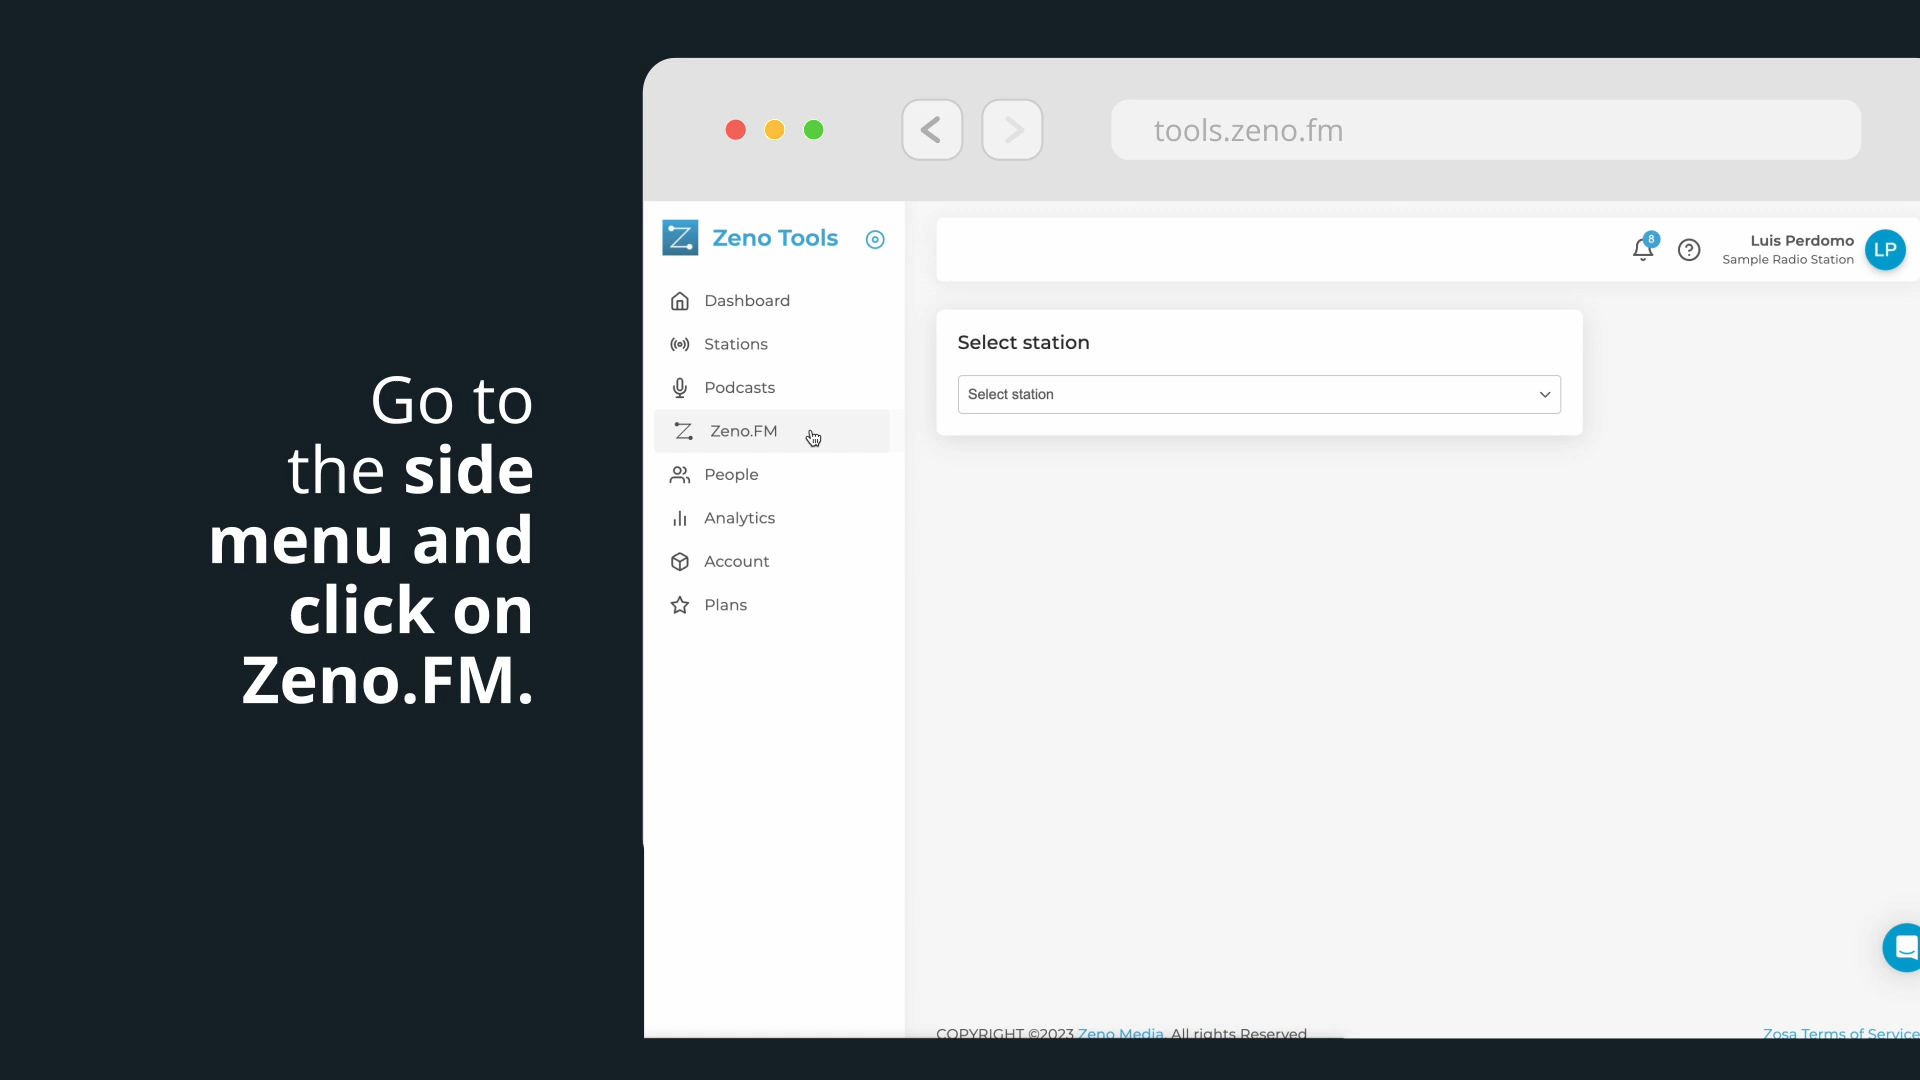 Go to
the side
menu and
click on
Zeno.FM.
tools.zeno.fm
Zeno Tools
Dashboard
Stations
Podcasts
Zeno.FM
People
Analytics
Account
Plans
8
Luis Perdomo
Sample Radio Station
LP
Select station
Select station
COPYRIGHT ©2023 Zeno Media. All rights Reserved
Zosa Terms of Service